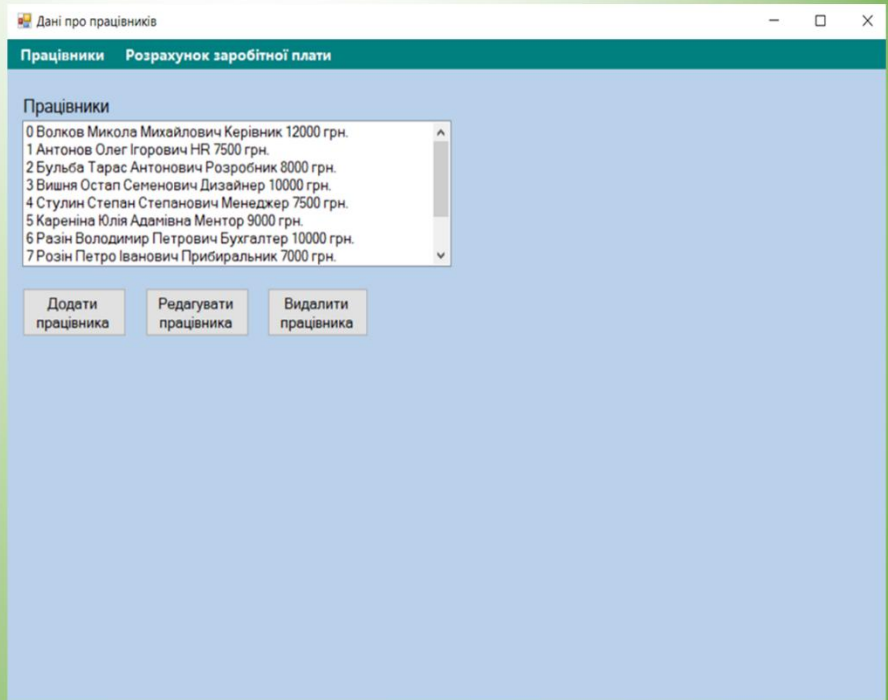 Дані про працівників
Працівники Розрахунок заробітної плати
Працівники
0 Волков Микола Михайлович Керівник 12000 грн.
1 Антонов Олег Ігорович HR 7500 грн.
2 Бульба Тарас Антонович Розробник 8000 грн.
3 Вишня Остап Семенович Дизайнер 10000 грн.
4 Стулин Степан Степанович Менеджер 7500 грн.
5 Кареніна Юлія Адамівна Ментор 9000 грн.
6 Разін Володимир Петрович Бухгалтер 10000 грн.
7 Розін Петро Іванович Прибиральник 7000 грн.
Додати
працівника
Редагувати
працівника
Видалити
працівника